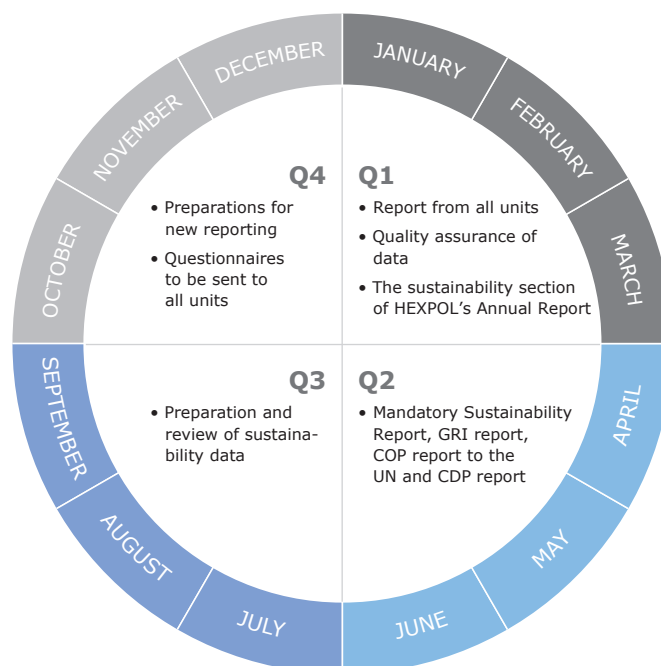 JANUARY
FEBRUARY
MARCH
APRIL
MAY
JUNE
JULY
AUGUST
SEPTEMBER
OCTOBER
NOVEMBER
DECEMBER
Q1
• Report from all units
• Quality assurance of
data
• The sustainability section
of HEXPOL’s Annual Report
Q2
• Mandatory Sustainability
Report, GRI report,
COP report to the
UN and CDP report
Q3
• Preparation and
review of sustaina-
bility data
Q4
• Preparations for
new reporting
• Questionnaires
to be sent to
all units